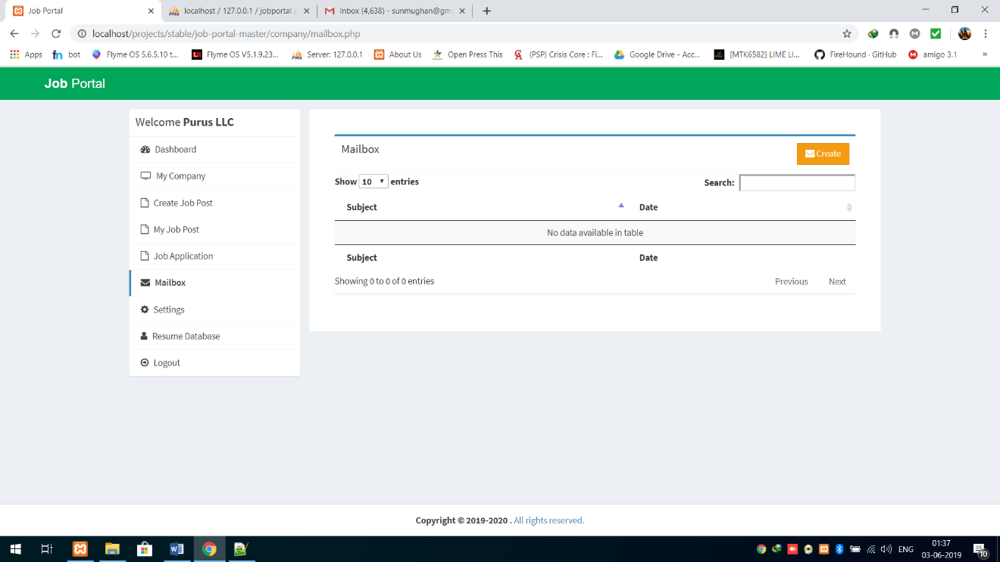 Job Portal
localhost / 127.0.0.1 / jobportal /
Inbox (4,638) - sunmughan@gm
localhost/projects/stable/job-portal-master/company/mailbox.php
Apps
bot
Flyme OS 5.6.5.10 t...
Flyme OS V5.1.9.23...
Server: 127.0.0.1
About Us
Open Press This
(PSP) Crisis Core : Fi...
Google Drive - Acc...
[MTK6582] LIME LI...
FireHound · GitHub
amigo 3.1
»
Job Portal
Welcome Purus LLC
Dashboard
My Company
Create Job Post
My Job Post
Job Application
Mailbox
Settings
Resume Database
Logout
Mailbox
Create
Show 10 entries
Search:
Subject Date
No data available in table
Subject Date
Showing 0 to 0 of 0 entries
Previous Next
Copyright © 2019-2020 . All rights reserved.
ENG
01:37
03-06-2019
10